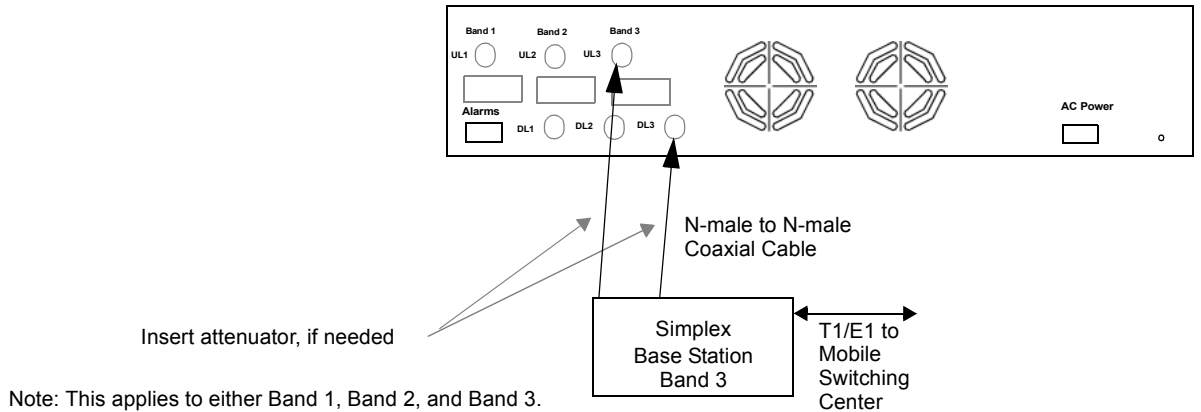 Band 1
Band 2
Band 3
UL1
UL2
UL3
Alarms
AC Power
DL1
DL2
DL3
N-male to N-male
Coaxial Cable
Insert attenuator, if needed
Simplex
Base Station
Band 3
T1/E1 to
Mobile
Switching
Center
Note: This applies to either Band 1, Band 2, and Band 3.